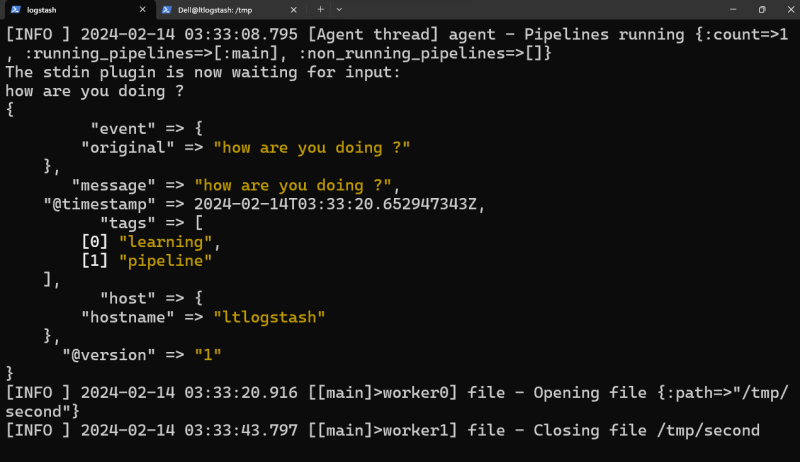 logstash
Dell@ltlogstash: /tmp
[INFO ] 2024-02-14 03:33:08.795 [Agent thread] agent - Pipelines running {:count=>1
, :running_pipelines=>[:main], :non_running_pipelines=>[]}
The stdin plugin is now waiting for input:
how are you doing ?
{
         "event" => {
        "original" => "how are you doing ?"
    },
       "message" => "how are you doing ?",
    "@timestamp" => 2024-02-14T03:33:20.652947343Z,
          "tags" => [
        [0] "learning",
        [1] "pipeline"
    ],
          "host" => {
        "hostname" => "ltlogstash"
    },
      "@version" => "1"
}
[INFO ] 2024-02-14 03:33:20.916 [[main]>worker0] file - Opening file {:path=>"/tmp/
second"}
[INFO ] 2024-02-14 03:33:43.797 [[main]>worker1] file - Closing file /tmp/second